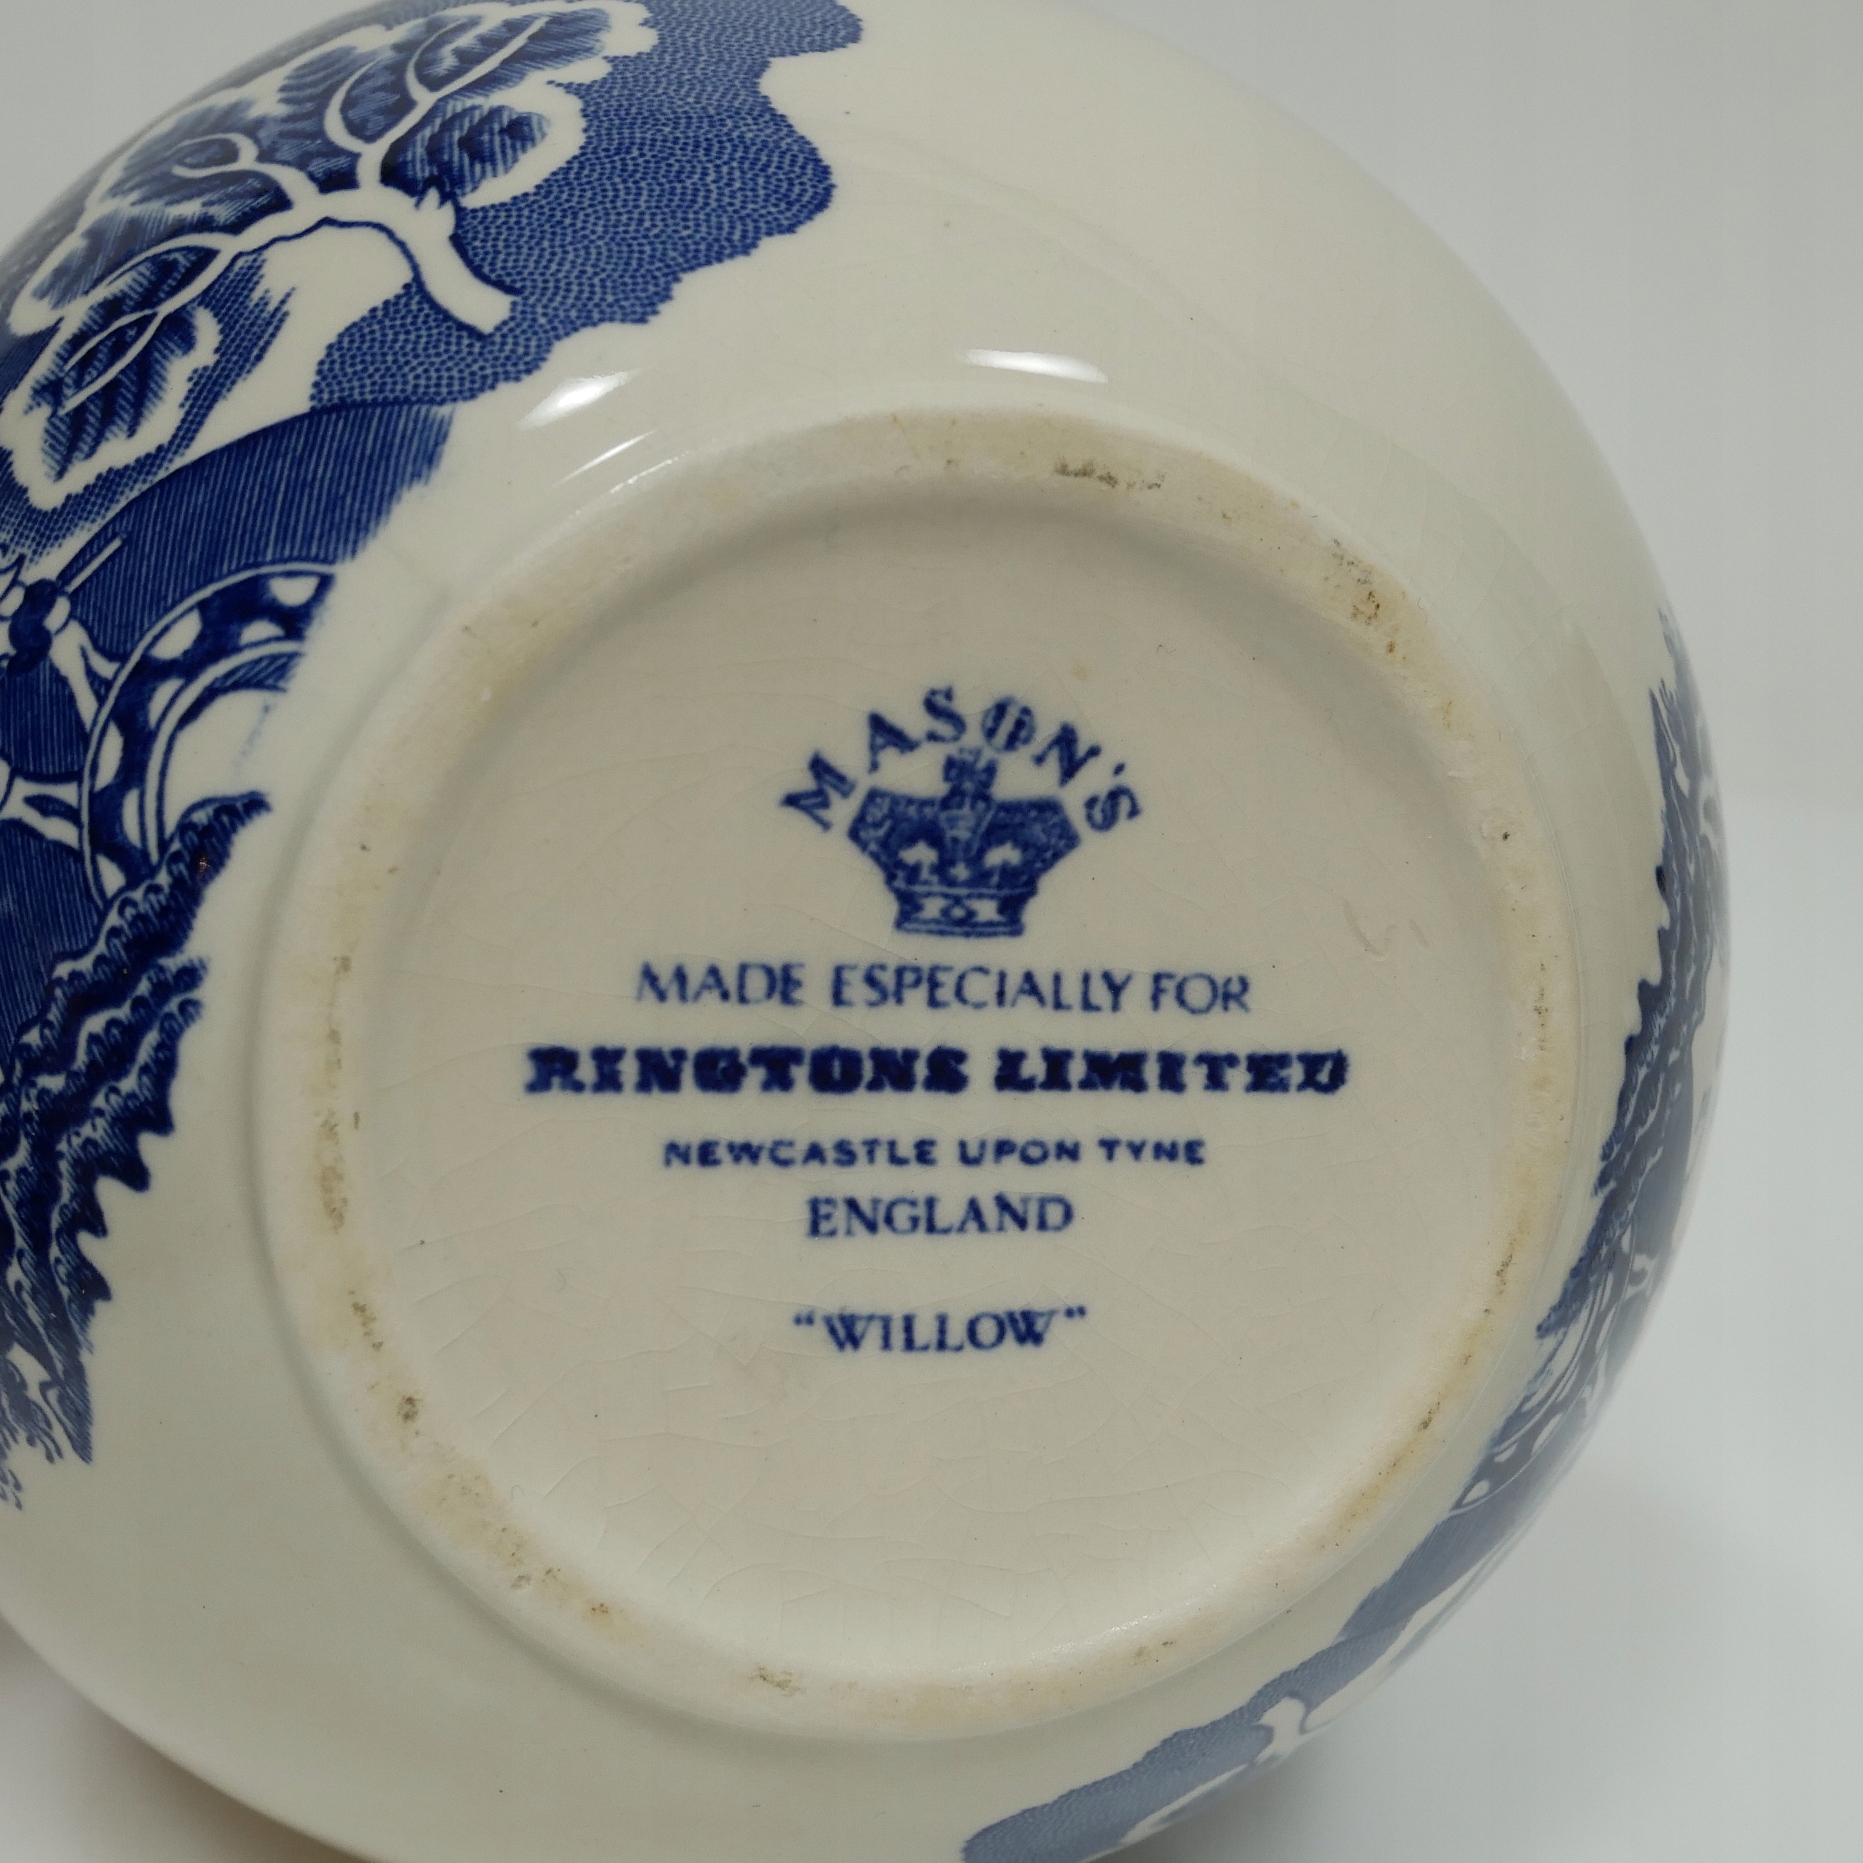 MASON'S
MADE ESPECIALLY FOR
RINGTONS LIMITED
NEWCASTLE UPON TYNE
ENGLAND
“WILLOW”